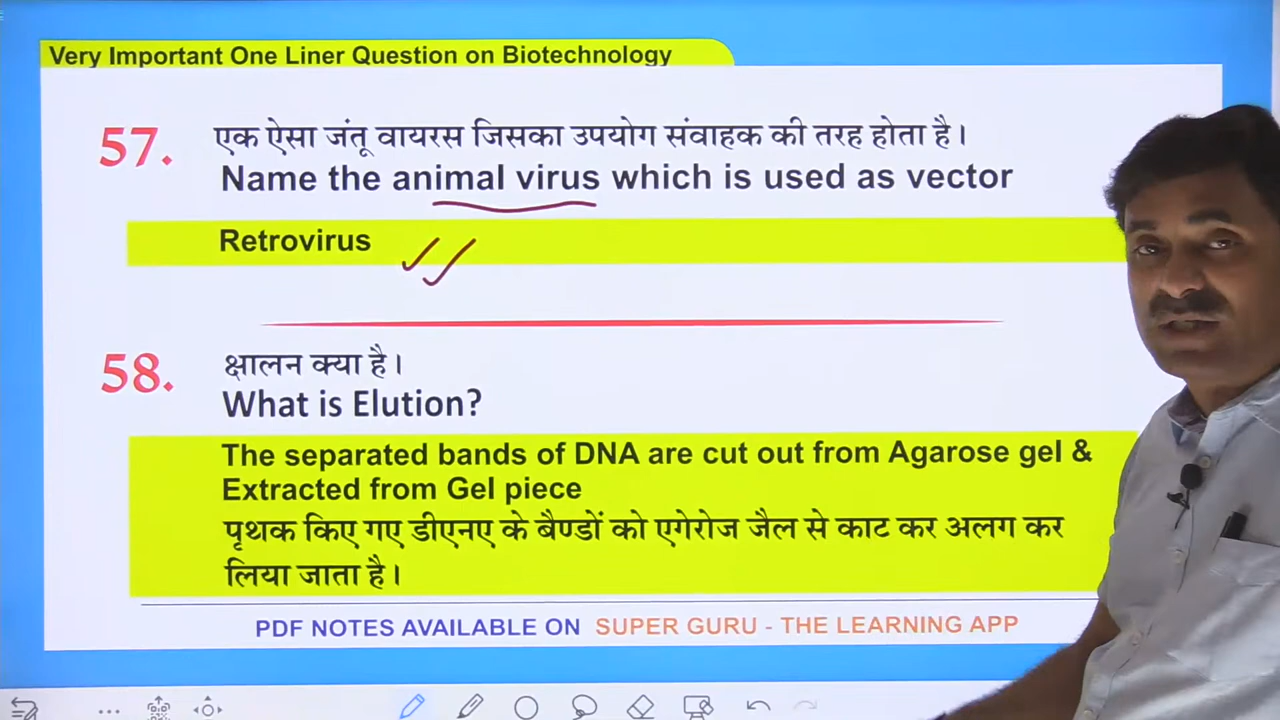 Very Important One Liner Question on Biotechnology
57. एक ऐसा जंतू वायरस जिसका उपयोग संवाहक की तरह होता है।
Name the animal virus which is used as vector
Retrovirus
58. क्षालन क्या है।
What is Elution?
The separated bands of DNA are cut out from Agarose gel &
Extracted from Gel piece
पृथक किए गए डीएनए के बैण्डों को एगेरोज जैल से काट कर अलग कर
लिया जाता है।
PDF NOTES AVAILABLE ON SUPER GURU - THE LEARNING APP